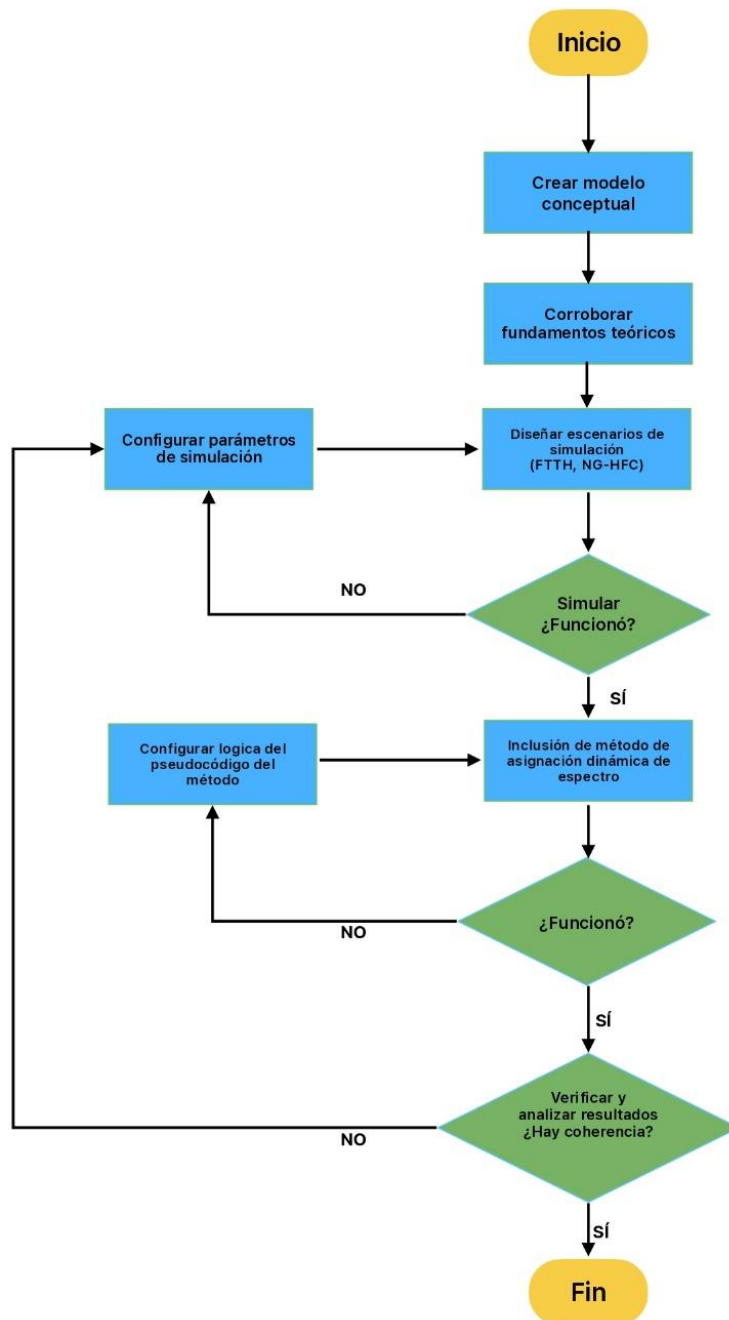 Inicio
Crear modelo
conceptual
Corroborar
fundamentos teóricos
Configurar parámetros
de simulación
Diseñar escenarios de
simulación
(FTTH, NG-HFC)
NO
Simular
¿Funcionó?
SÍ
Configurar logica del
pseudocódigo del
método
Inclusión de método de
asignación dinámica de
espectro
NO
¿Funcionó?
SÍ
NO
Verificar y
analizar resultados
¿Hay coherencia?
SÍ
Fin